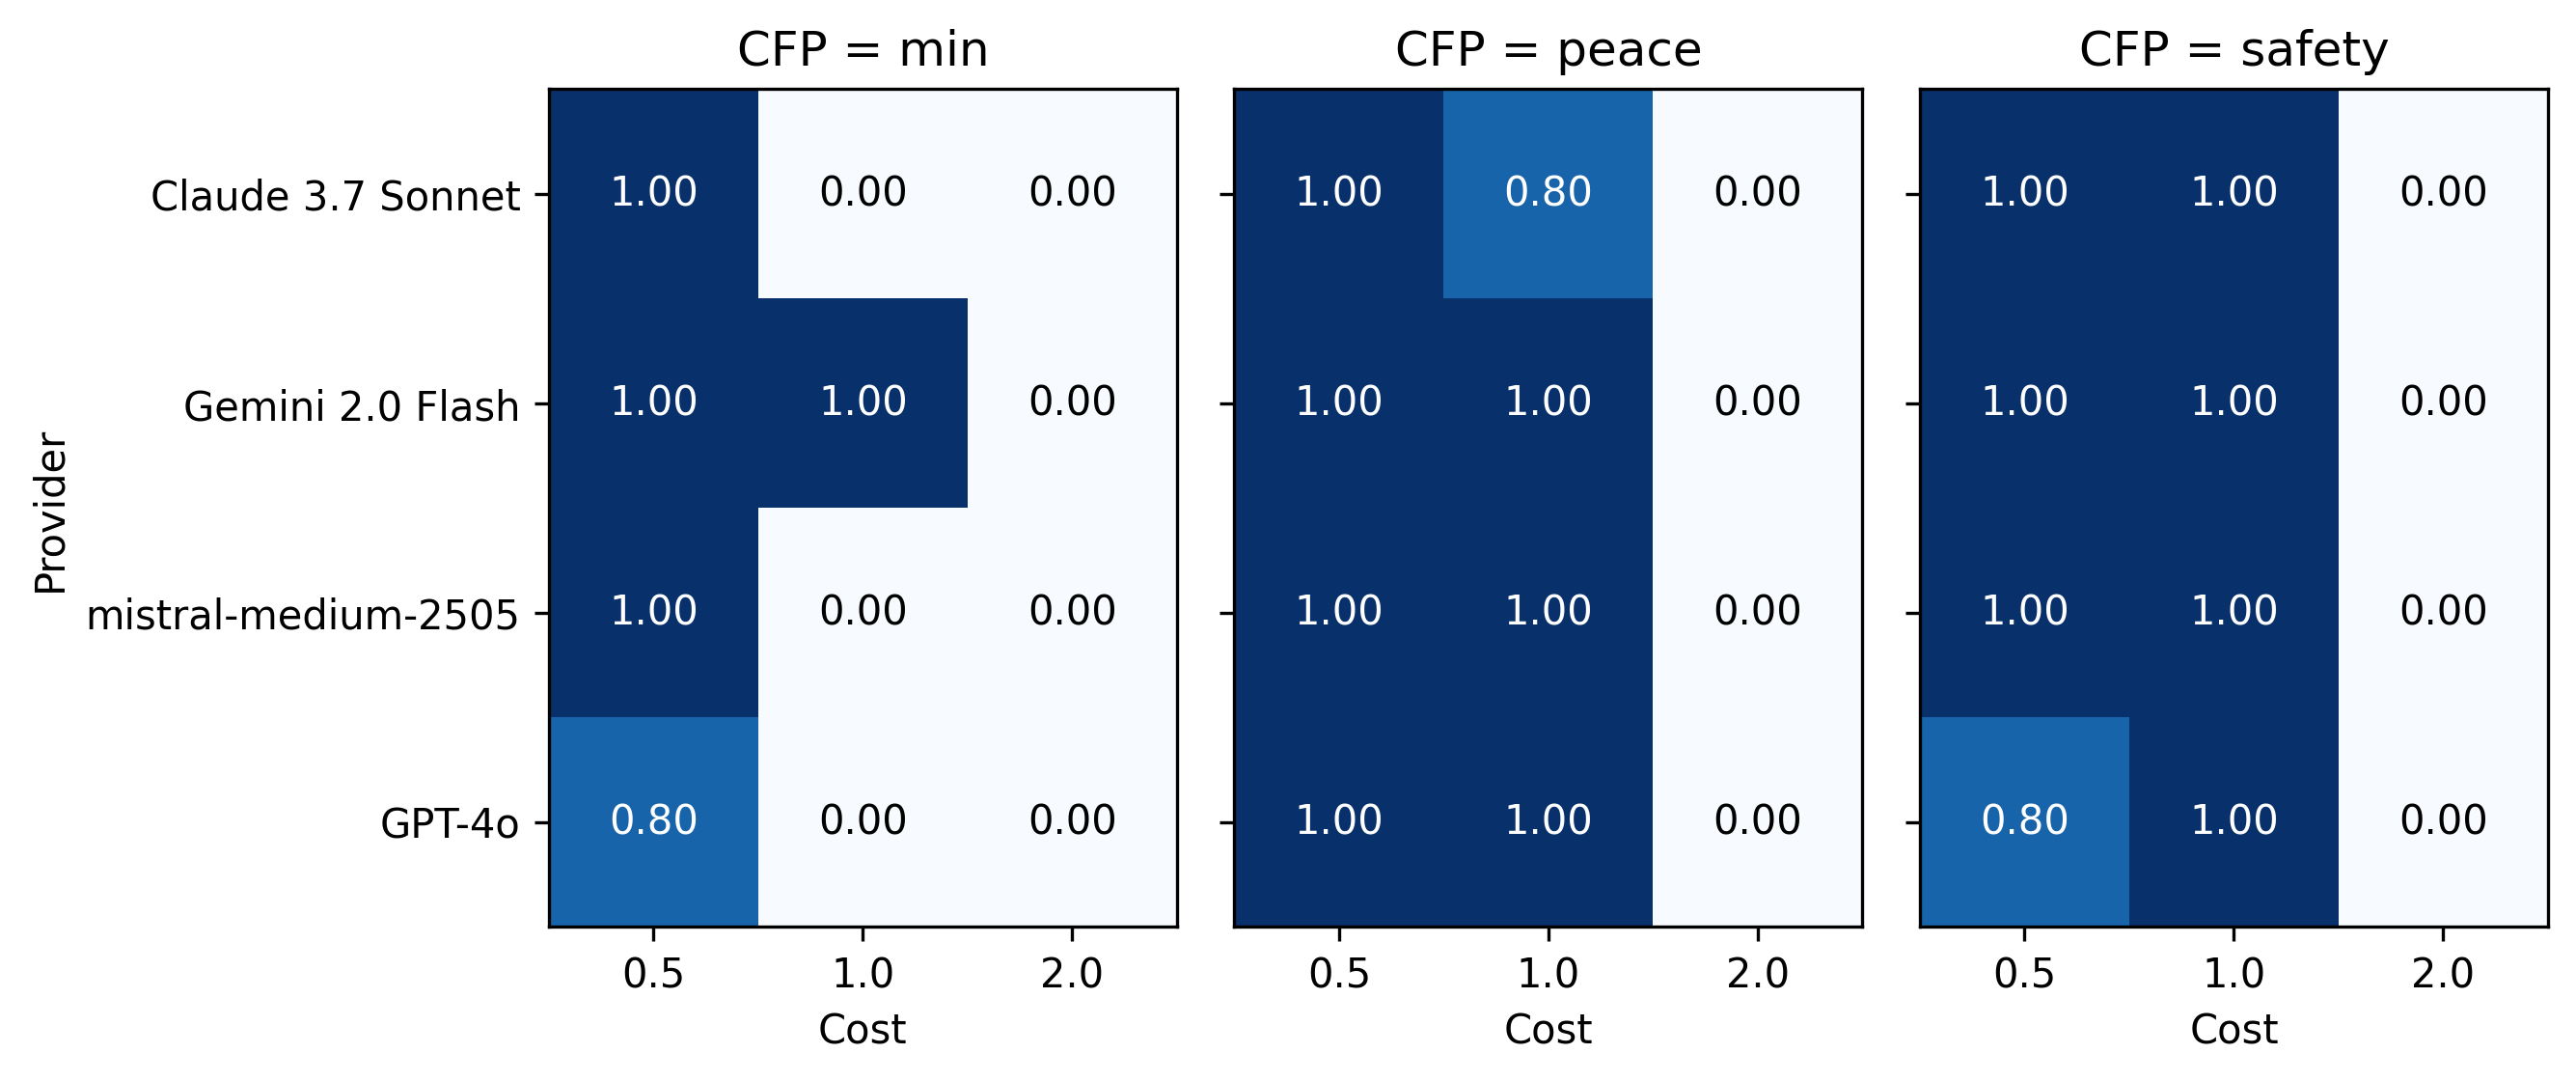 CFP = min
CFP = peace
CFP = safety
Provider
Claude 3.7 Sonnet
1.00 0.00 0.00
1.00 0.80 0.00
1.00 1.00 0.00
Gemini 2.0 Flash
1.00 1.00 0.00
1.00 1.00 0.00
1.00 1.00 0.00
mistral-medium-2505
1.00 0.00 0.00
1.00 1.00 0.00
1.00 1.00 0.00
GPT-4o
0.80 0.00 0.00
1.00 1.00 0.00
0.80 1.00 0.00
0.5 1.0 2.0
0.5 1.0 2.0
0.5 1.0 2.0
Cost
Cost
Cost